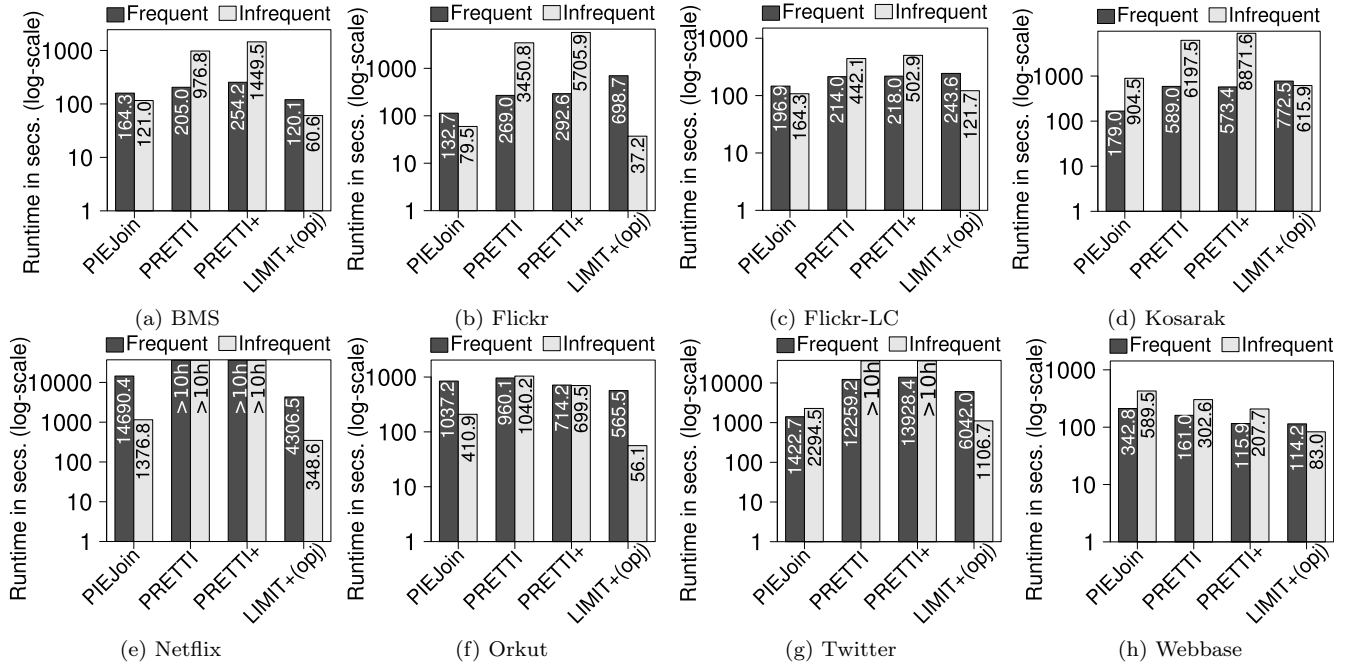 Frequent Infrequent
Runtime in secs. (log-scale)
1000
100
10
1
164.3
121.0
205.0
976.8
254.2
1449.5
120.1
60.6
PIEJoin
PRETTI
PRETTI+
LIMIT+(opj)
(a) BMS
Frequent Infrequent
Runtime in secs. (log-scale)
1000
100
10
1
132.7
79.5
269.0
3450.8
292.6
5705.9
698.7
37.2
PIEJoin
PRETTI
PRETTI+
LIMIT+(opj)
(b) Flickr
Frequent Infrequent
Runtime in secs. (log-scale)
1000
100
10
1
196.9
164.3
214.0
442.1
218.0
502.9
243.6
121.7
PIEJoin
PRETTI
PRETTI+
LIMIT+(opj)
(c) Flickr-LC
Frequent Infrequent
Runtime in secs. (log-scale)
1000
100
10
1
179.0
904.5
589.0
6197.5
573.4
8871.6
772.5
615.9
PIEJoin
PRETTI
PRETTI+
LIMIT+(opj)
(d) Kosarak
Frequent Infrequent
Runtime in secs. (log-scale)
10000
1000
100
10
1
14690.4
1376.8
>10h
>10h
>10h
>10h
4306.5
348.6
PIEJoin
PRETTI
PRETTI+
LIMIT+(opj)
(e) Netflix
Frequent Infrequent
Runtime in secs. (log-scale)
1000
100
10
1
1037.2
410.9
960.1
1040.2
714.2
699.5
565.5
56.1
PIEJoin
PRETTI
PRETTI+
LIMIT+(opj)
(f) Orkut
Frequent Infrequent
Runtime in secs. (log-scale)
10000
1000
100
10
1
1422.7
2294.5
12259.2
>10h
13928.4
>10h
6042.0
1106.7
PIEJoin
PRETTI
PRETTI+
LIMIT+(opj)
(g) Twitter
Frequent Infrequent
Runtime in secs. (log-scale)
1000
100
10
1
342.8
589.5
161.0
302.6
115.9
207.7
114.2
83.0
PIEJoin
PRETTI
PRETTI+
LIMIT+(opj)
(h) Webbase